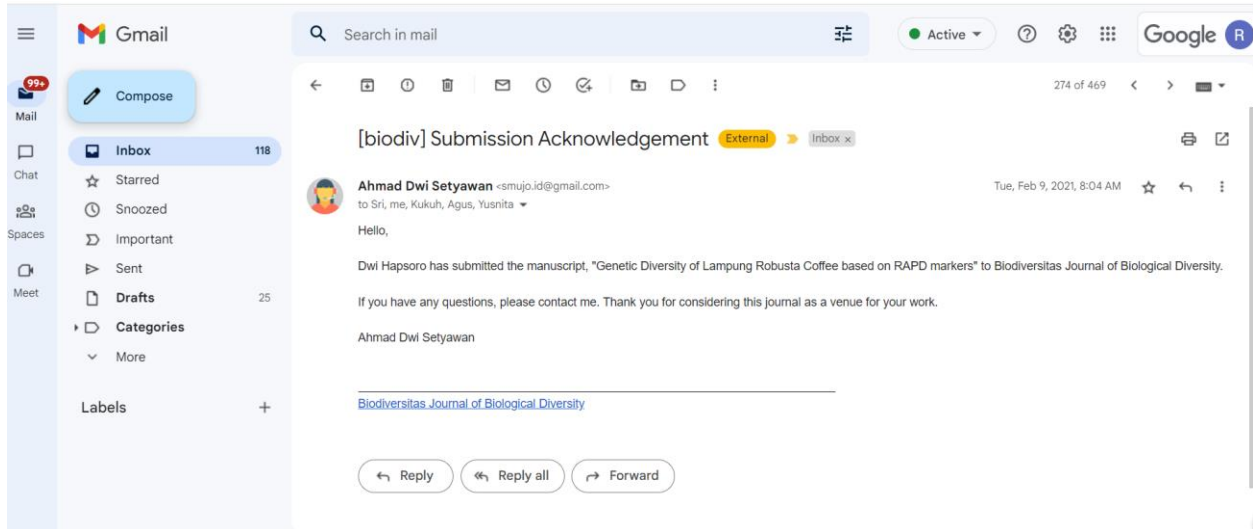 Gmail
Search in mail
Active
Google R
99+
Mail
Compose
274 of 469
[biodiv] Submission Acknowledgement External Inbox x
Inbox 118
Chat
Starred
Ahmad Dwi Setyawan <smujo.id@gmail.com>
Tue, Feb 9, 2021, 8:04 AM
to Sri, me, Kukuh, Agus, Yusnita
Snoozed
Spaces
Hello,
Important
Dwi Hapsoro has submitted the manuscript, "Genetic Diversity of Lampung Robusta Coffee based on RAPD markers" to Biodiversitas Journal of Biological Diversity.
Sent
Meet
Drafts 25
If you have any questions, please contact me. Thank you for considering this journal as a venue for your work.
Categories
Ahmad Dwi Setyawan
More
Labels +
Biodiversitas Journal of Biological Diversity
Reply
Reply all
Forward